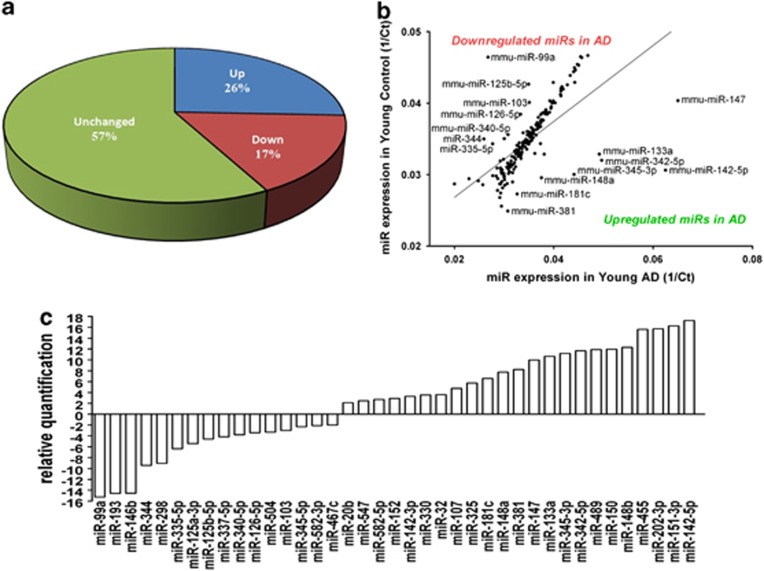 a
Up
26%
Unchanged
57%
Down
17%
b
miR expression in Young Control (1/Ct)
0.05
0.04
0.03
0.02
Downregulated miRs in AD
mmu-miR-99a
mmu-miR-125b-5p
mmu-miR-103
mmu-miR-126-5p
mmu-miR-340-5p
miR-344
miR-335-5p
mmu-miR-147
mmu-miR-133a
mmu-miR-342-5p
mmu-miR-345-3p
mmu-miR-142-5p
mmu-miR-148a
mmu-miR-181c
mmu-miR-381
Upregulated miRs in AD
0.02 0.04 0.06 0.08
miR expression in Young AD (1/Ct)
c
relative quantification
18
16
14
12
10
8
6
4
2
0
-2
-4
-6
-8
-10
-12
-14
-16
miR-99a
miR-193
miR-146b
miR-344
miR-298
miR-335-5p
miR-125a-3p
miR-125b-5p
miR-337-5p
miR-340-5p
miR-126-5p
miR-504
miR-103
miR-345-5p
miR-582-3p
miR-467c
miR-20b
miR-547
miR-582-5p
miR-152
miR-142-3p
miR-330
miR-32
miR-107
miR-325
miR-181c
miR-148a
miR-381
miR-147
miR-133a
miR-345-3p
miR-342-5p
miR-489
miR-150
miR-148b
miR-455
miR-202-3p
miR-151-3p
miR-142-5p